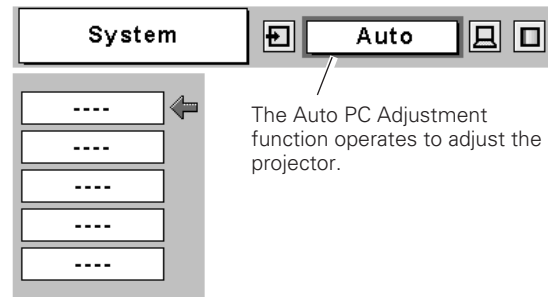 System Auto
----
----
----
----
----
The Auto PC Adjustment
function operates to adjust the
projector.